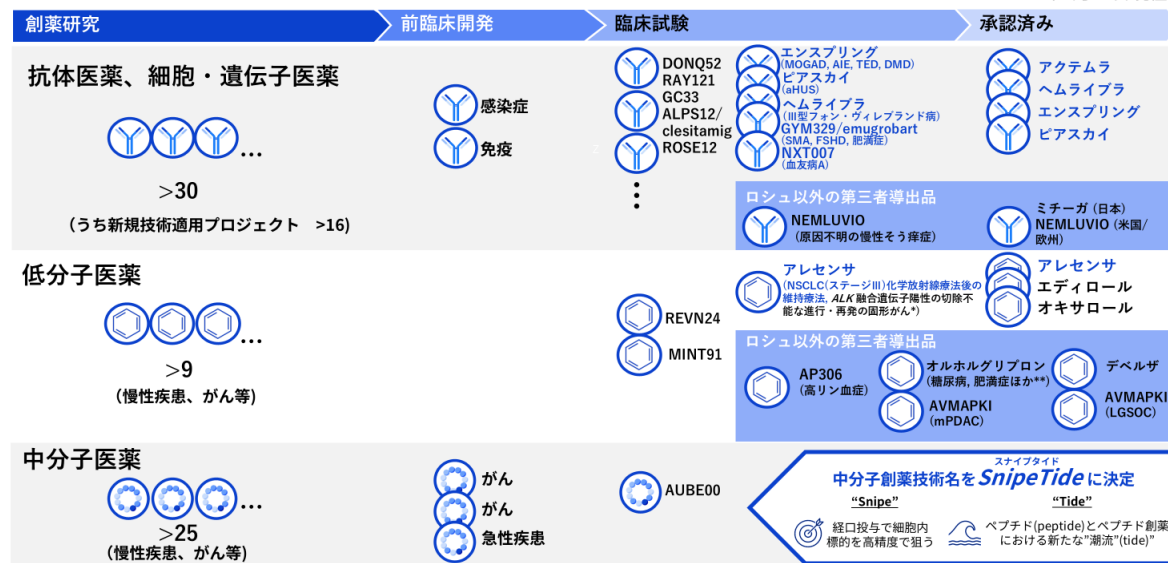 創薬研究
前臨床開発
臨床試験
承認済み
抗体医薬、細胞・遺伝子医薬
...
>30
(うち新規技術適用プロジェクト >16)
感染症
免疫
DONQ52
RAY121
GC33
ALPS12/
clesitamig
ROSE12
エンスプリング
(MOGAD, AIE, TED, DMD)
ピアスカイ
(aHUS)
ヘムライブラ
(III型フォン・ヴィレブランド病)
GYM329/emugrobart
(SMA, FSHD, 肥満症)
NXT007
(血友病A)
アクテムラ
ヘムライブラ
エンスプリング
ピアスカイ
ロシュ以外の第三者導出品
NEMLUVIO
(原因不明の慢性そう痒症)
ミチーガ (日本)
NEMLUVIO (米国/
欧州)
低分子医薬
...
>9
(慢性疾患、がん等)
REVN24
MINT91
アレセンサ
(NSCLC(ステージIII)化学放射線療法後の
維持療法, ALK 融合遺伝子陽性の切除不
能な進行・再発の固形がん*)
アレセンサ
エディロール
オキサロール
ロシュ以外の第三者導出品
AP306
(高リン血症)
オルホルグリプロン
(糖尿病, 肥満症ほか**)
AVMAPKI
(mPDAC)
デベルザ
AVMAPKI
(LGSOC)
中分子医薬
...
>25
(慢性疾患、がん等)
がん
がん
急性疾患
AUBE00
スナイプタイド
中分子創薬技術名を SnipeTide に決定
“Snipe”
経口投与で細胞内
標的を高精度で狙う
“Tide”
ペプチド(peptide)とペプチド創薬
における新たな”潮流”(tide)”